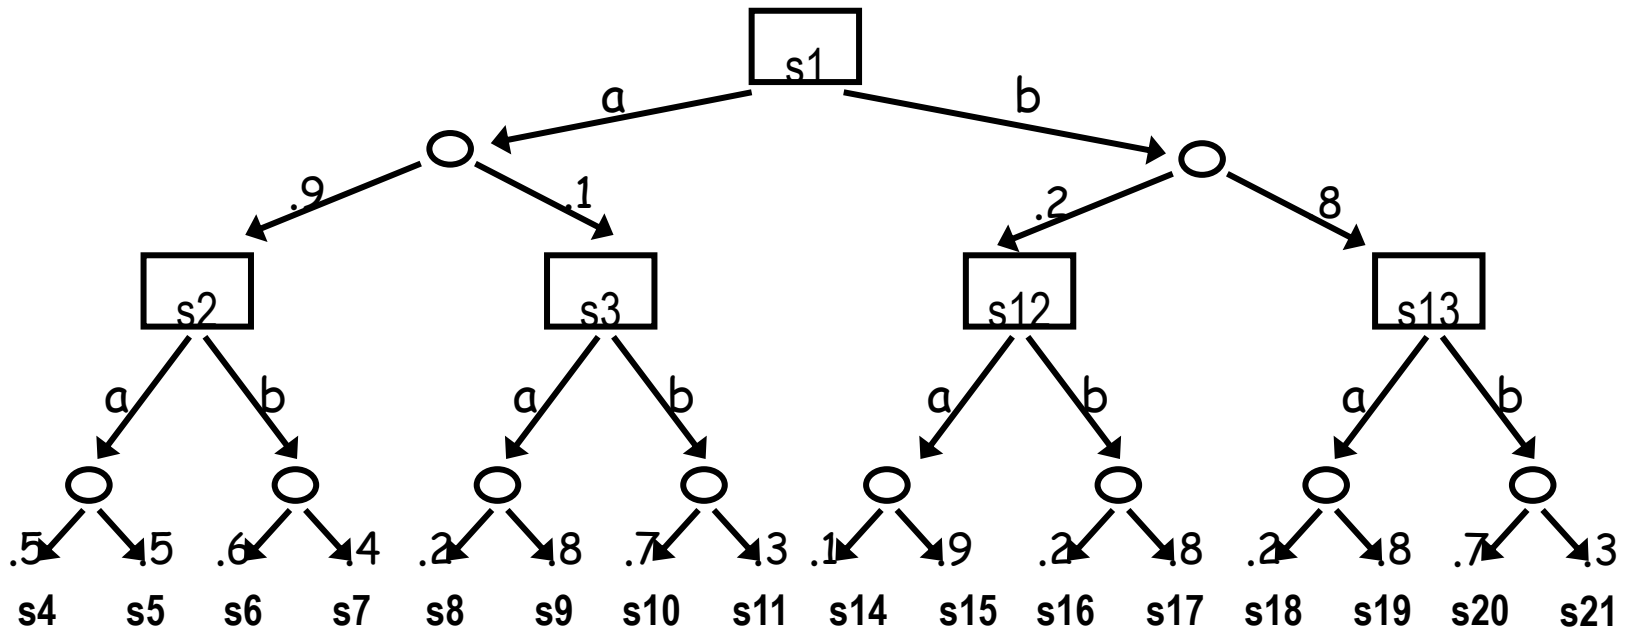 s1
a b
.9 .1 .2 8
s2 s3 s12 s13
a b a b a b a b
.5 .5 .6 .4 .2 .8 .7 .3 .1 .9 .2 .8 .2 .8 .7 .3
s4 s5 s6 s7 s8 s9 s10 s11 s14 s15 s16 s17 s18 s19 s20 s21